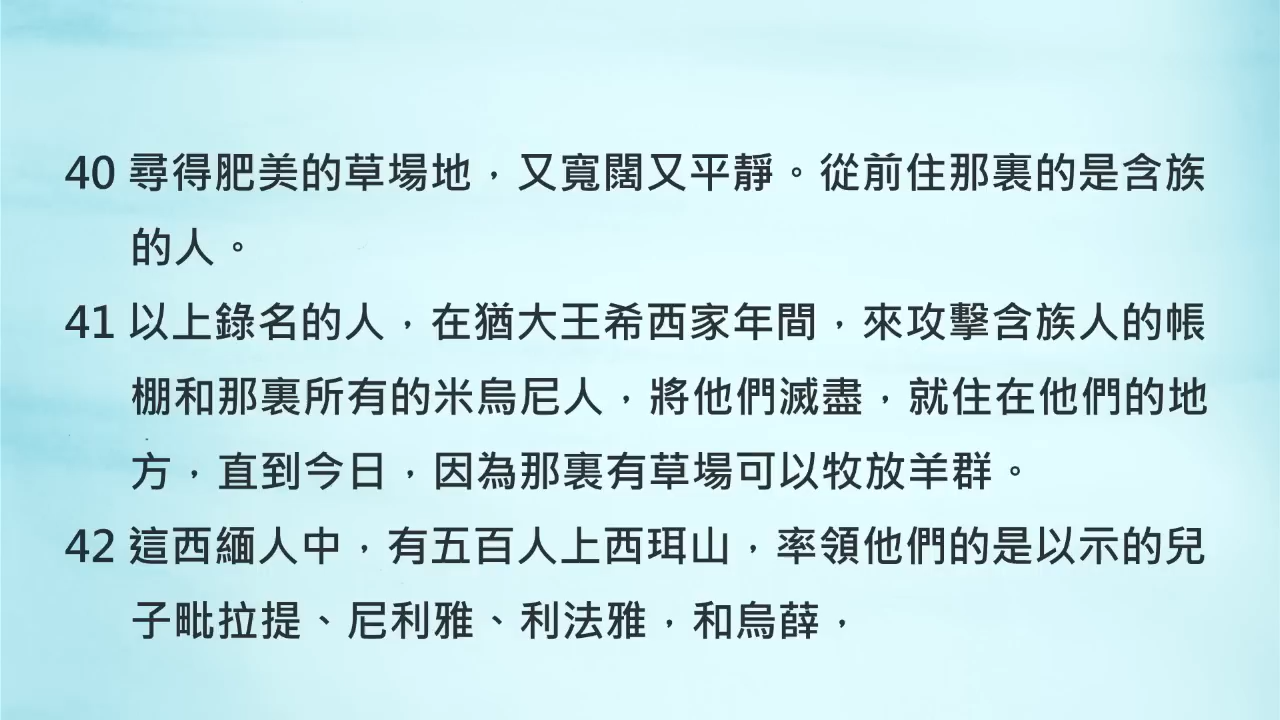 40 尋得肥美的草場地，又寬闊又平靜。從前住那裏的是含族
的人。
41 以上錄名的人，在猶大王希西家年間，來攻擊含族人的帳
棚和那裏所有的米烏尼人，將他們滅盡，就住在他們的地
方，直到今日，因為那裏有草場可以牧放羊群。
42 這西緬人中，有五百人上西珥山，率領他們的是以示的兒
子毗拉提、尼利雅、利法雅，和烏薛，